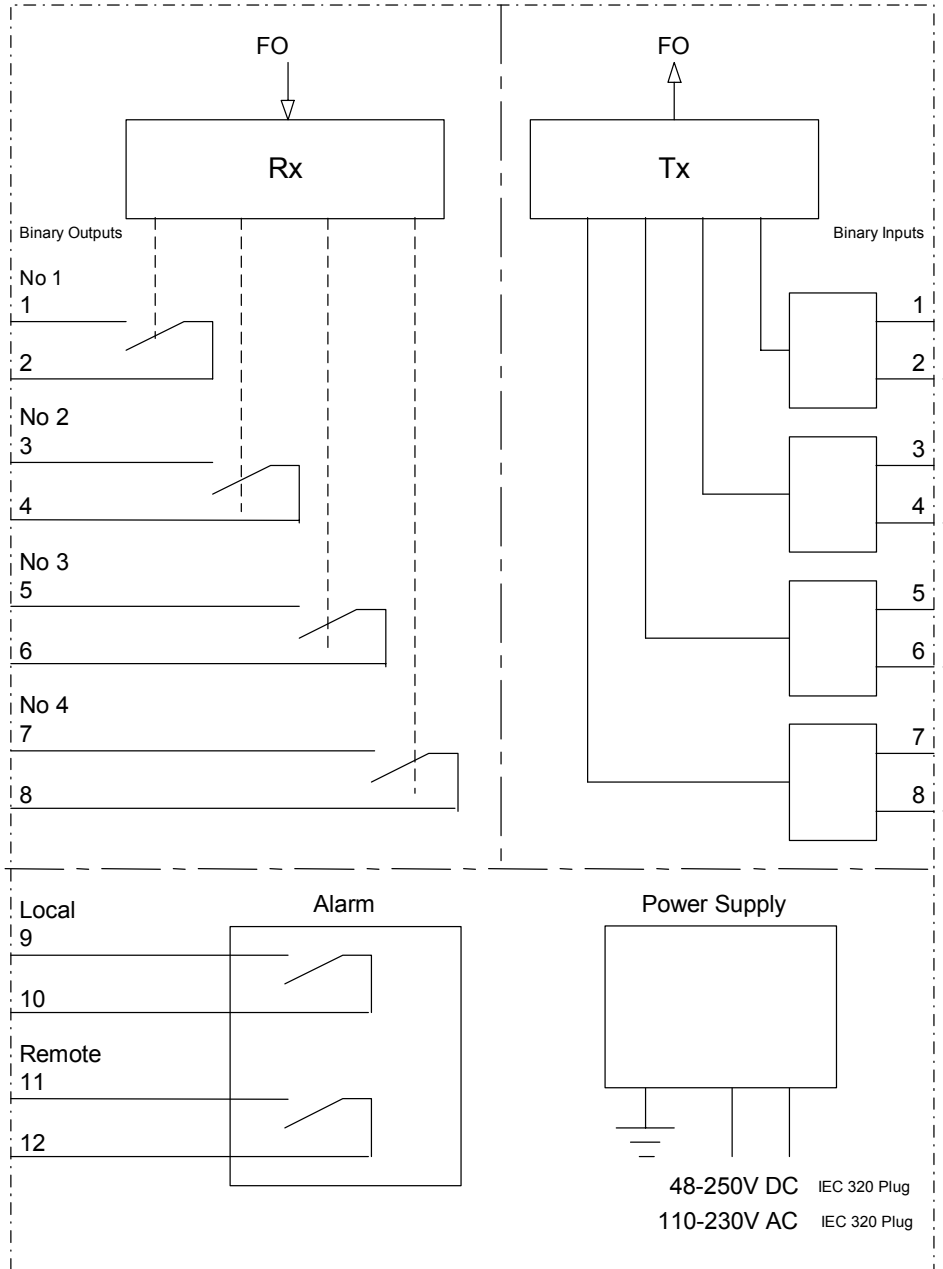 FO
Rx
Binary Outputs
No 1
1
2
No 2
3
4
No 3
5
6
No 4
7
8
FO
Tx
Binary Inputs
1
2
3
4
5
6
7
8
Local
9
10
Remote
11
12
Alarm
Power Supply
48-250V DC IEC 320 Plug
110-230V AC IEC 320 Plug